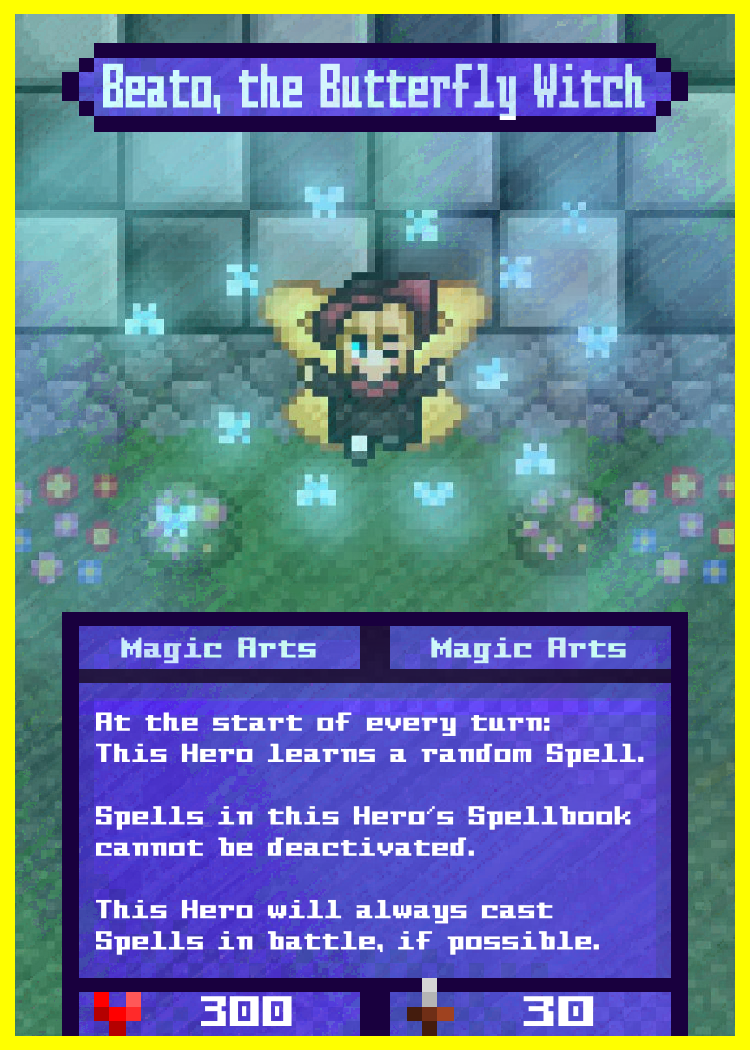 Beato, the Butterfly Witch
Magic Arts
Magic Arts
At the start of every turn:
This Hero learns a random Spell.
Spells in this Hero's Spellbook
cannot be deactivated.
This Hero will always cast
Spells in battle, if possible.
300
30